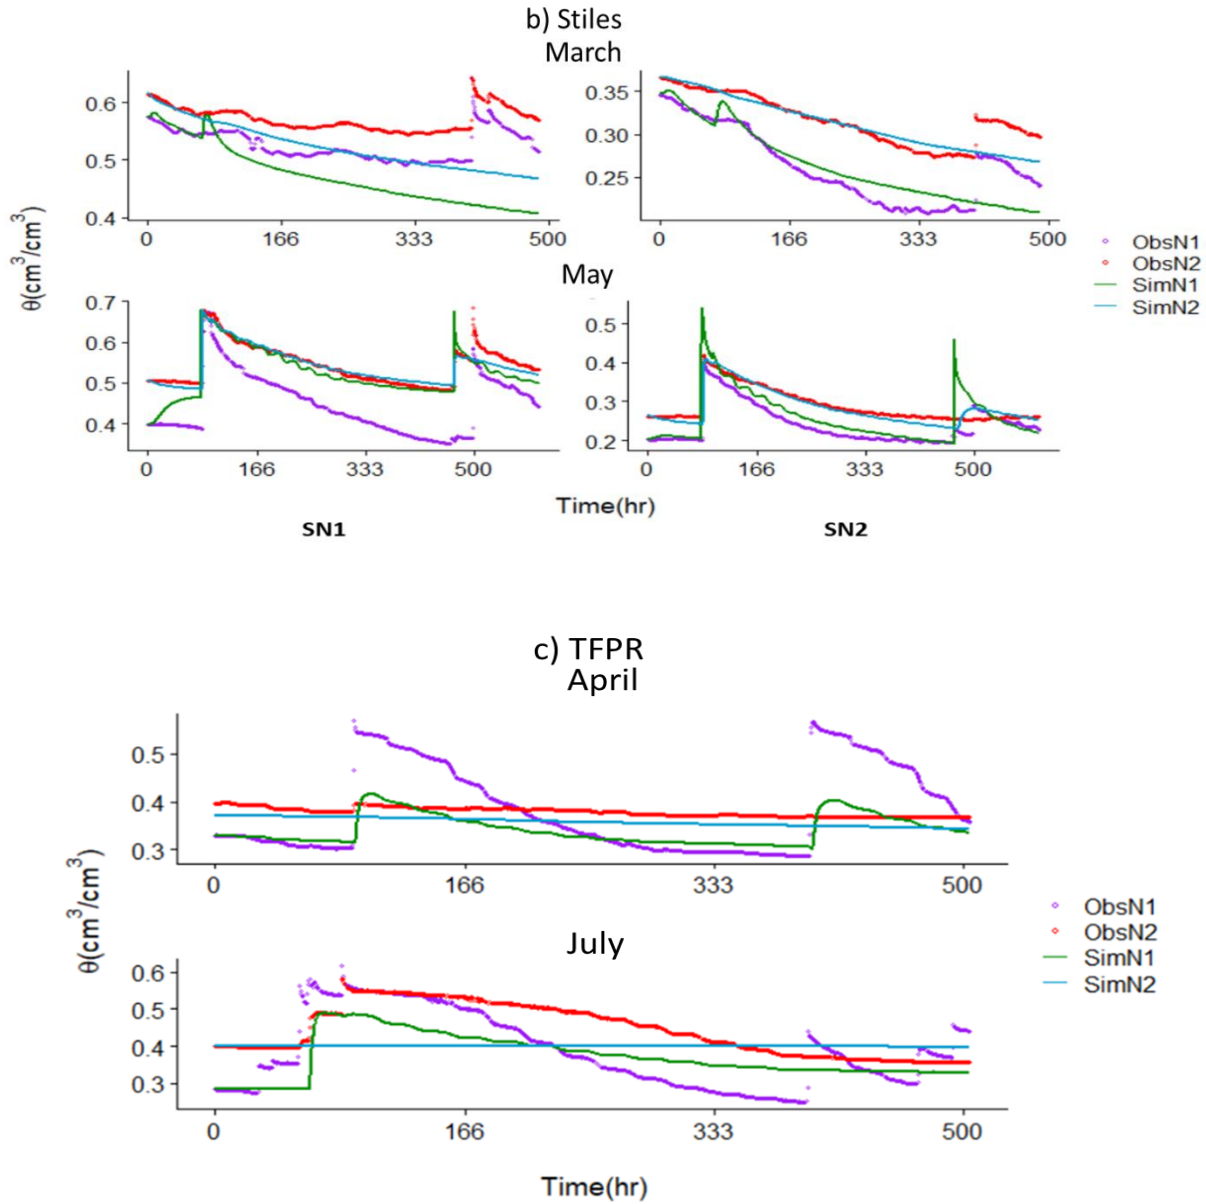 b) Stiles
March
0.6
0.5
0.4
0 166 333 500
0.35
0.30
0.25
0 166 333 500
θ(cm³/cm³)
ObsN1
ObsN2
SimN1
SimN2
May
0.7
0.6
0.5
0.4
0 166 333 500
0.5
0.4
0.3
0.2
0 166 333 500
Time(hr)
SN1 SN2
c) TFPR
April
0.5
0.4
0.3
0 166 333 500
θ(cm³/cm³)
ObsN1
ObsN2
SimN1
SimN2
July
0.6
0.5
0.4
0.3
0 166 333 500
Time(hr)